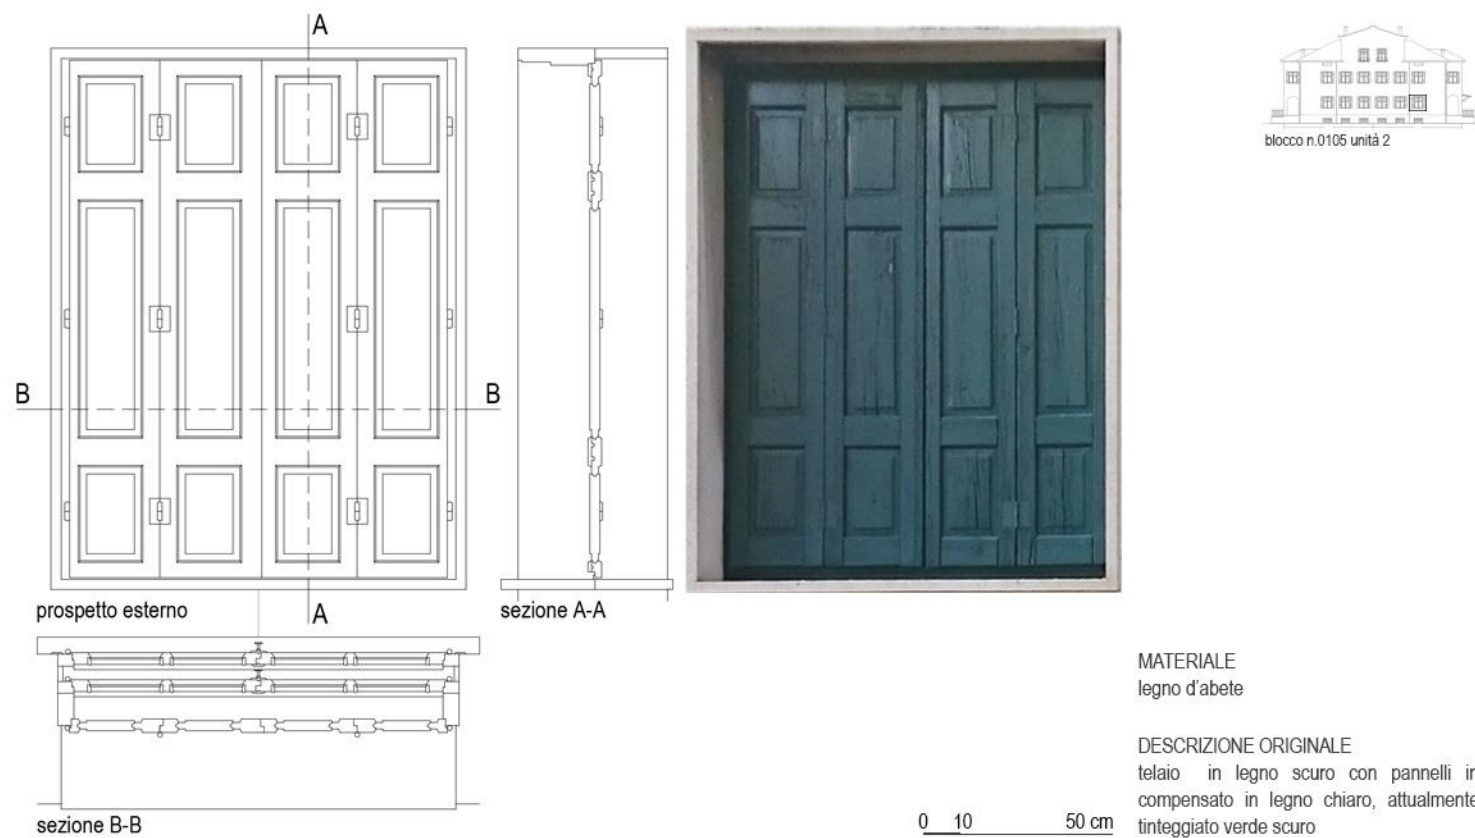 A
blocco n.0105 unità 2
B
B
prospetto esterno
A
sezione A-A
MATERIALE
legno d'abete
DESCRIZIONE ORIGINALE
telaio in legno scuro con pannelli in
compensato in legno chiaro, attualmente
tinteggiato verde scuro
0 10 50 cm
sezione B-B